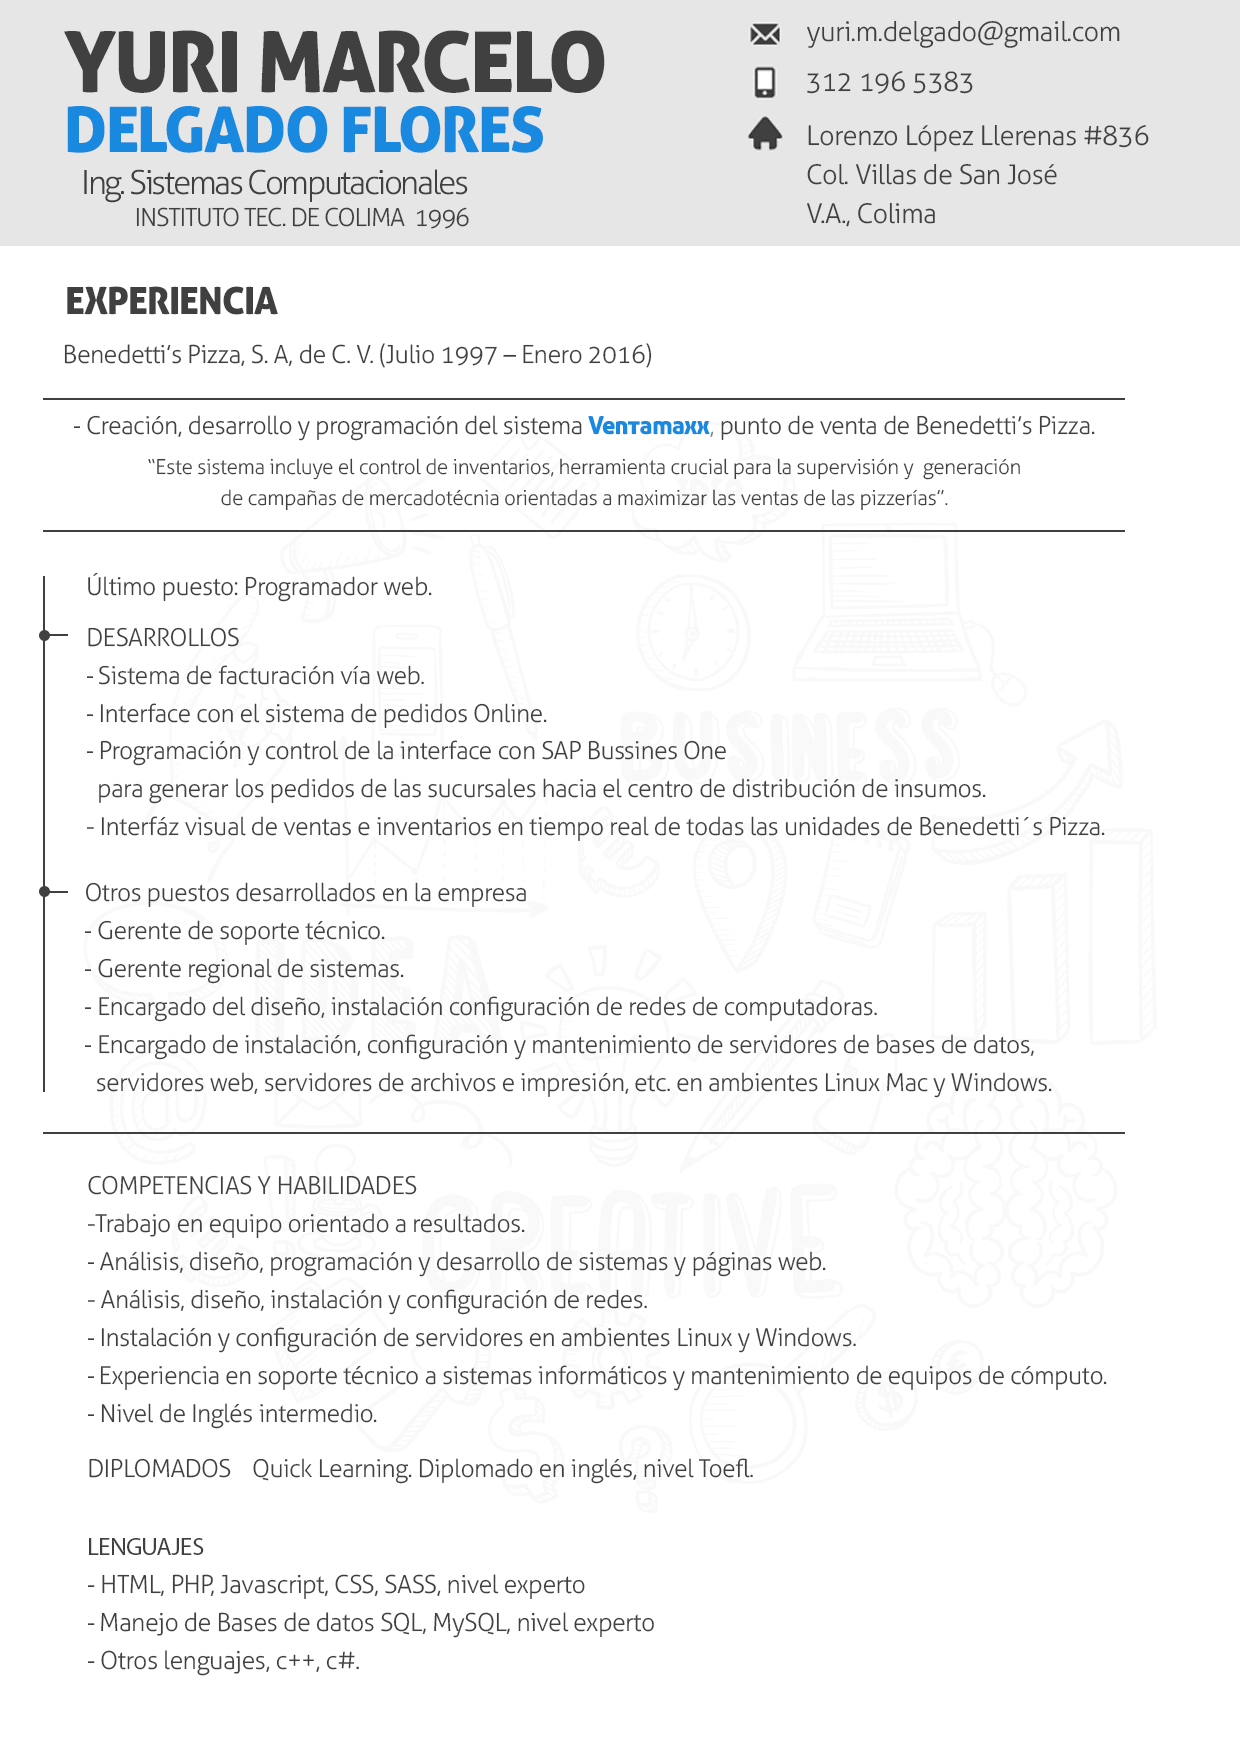 YURI MARCELO
DELGADO FLORES
Ing. Sistemas Computacionales
INSTITUTO TEC. DE COLIMA 1996
yuri.m.delgado@gmail.com
312 196 5383
Lorenzo López Llerenas #836
Col. Villas de San José
V.A., Colima
EXPERIENCIA
Benedetti’s Pizza, S. A, de C. V. (Julio 1997 – Enero 2016)
- Creación, desarrollo y programación del sistema Ventamaxx, punto de venta de Benedetti’s Pizza.
“Este sistema incluye el control de inventarios, herramienta crucial para la supervisión y generación
de campañas de mercadotécnia orientadas a maximizar las ventas de las pizzerías”.
Último puesto: Programador web.
DESARROLLOS
- Sistema de facturación vía web.
- Interface con el sistema de pedidos Online.
- Programación y control de la interface con SAP Bussines One
para generar los pedidos de las sucursales hacia el centro de distribución de insumos.
- Interfáz visual de ventas e inventarios en tiempo real de todas las unidades de Benedetti´s Pizza.
BUSINESS
Otros puestos desarrollados en la empresa
- Gerente de soporte técnico.
- Gerente regional de sistemas.
- Encargado del diseño, instalación configuración de redes de computadoras.
- Encargado de instalación, configuración y mantenimiento de servidores de bases de datos,
servidores web, servidores de archivos e impresión, etc. en ambientes Linux Mac y Windows.
IDEA
COMPETENCIAS Y HABILIDADES
-Trabajo en equipo orientado a resultados.
- Análisis, diseño, programación y desarrollo de sistemas y páginas web.
- Análisis, diseño, instalación y configuración de redes.
- Instalación y configuración de servidores en ambientes Linux y Windows.
- Experiencia en soporte técnico a sistemas informáticos y mantenimiento de equipos de cómputo.
- Nivel de Inglés intermedio.
CREATIVE
DIPLOMADOS Quick Learning. Diplomado en inglés, nivel Toefl.
LENGUAJES
- HTML, PHP, Javascript, CSS, SASS, nivel experto
- Manejo de Bases de datos SQL, MySQL, nivel experto
- Otros lenguajes, c++, c#.